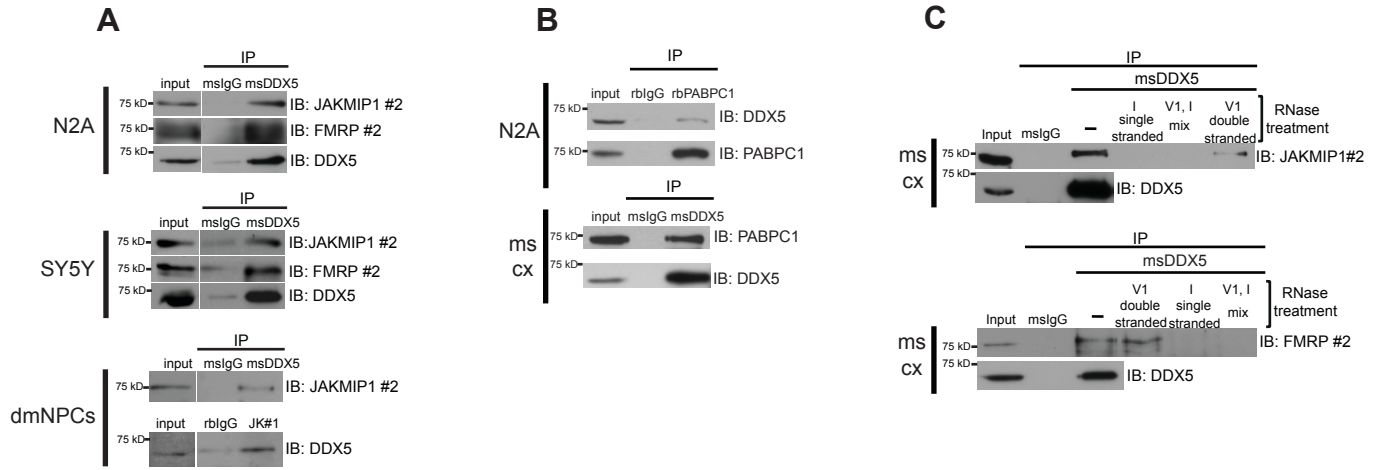 A
IP
input msIgG msDDX5
N2A
75 kD
IB: JAKMIP1 #2
75 kD
IB: FMRP #2
75 kD
IB: DDX5
IP
input msIgG msDDX5
SY5Y
75 kD
IB:JAKMIP1 #2
75 kD
IB: FMRP #2
75 kD
IB: DDX5
IP
input msIgG msDDX5
dmNPCs
75 kD
IB: JAKMIP1 #2
input rbIgG JK#1
75 kD
IB: DDX5
B
IP
input rbIgG rbPABPC1
N2A
75 kD
IB: DDX5
75 kD
IB: PABPC1
IP
input msIgG msDDX5
ms
cx
75 kD
IB: PABPC1
75 kD
IB: DDX5
C
IP
msDDX5
Input msIgG – I single stranded V1, I mix V1 double stranded
RNase
treatment
ms
cx
75 kD
IB: JAKMIP1#2
75 kD
IB: DDX5
IP
msDDX5
Input msIgG – V1 double stranded I single stranded V1, I mix
RNase
treatment
ms
cx
75 kD
IB: FMRP #2
75 kD
IB: DDX5